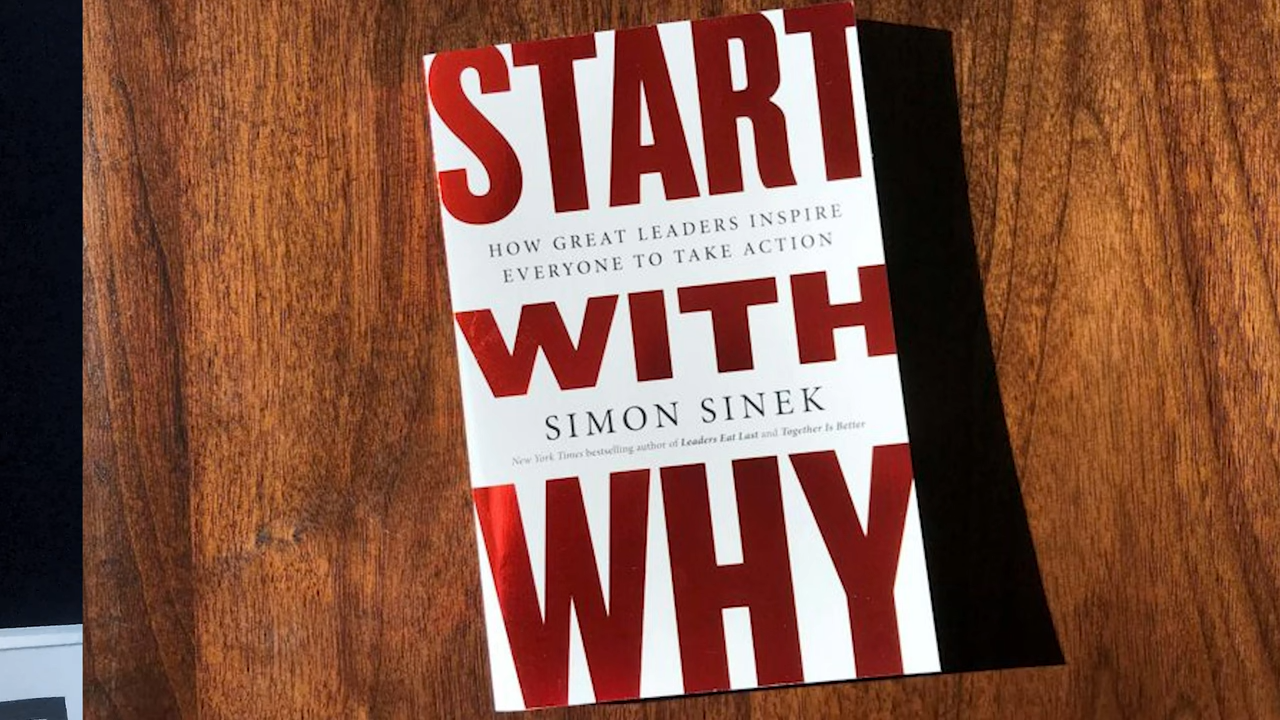 START
HOW GREAT LEADERS INSPIRE
EVERYONE TO TAKE ACTION
WITH
SIMON SINEK
New York Times bestselling author of Leaders Eat Last and Together Is Better
WHY